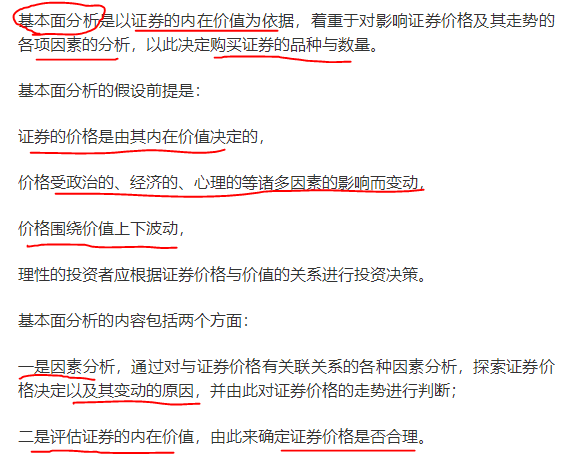 基本面分析是以证券的内在价值为依据，着重于对影响证券价格及其走势的
各项因素的分析，以此决定购买证券的品种与数量。
基本面分析的假设前提是：
证券的价格是由其内在价值决定的，
价格受政治的、经济的、心理的等诸多因素的影响而变动，
价格围绕价值上下波动，
理性的投资者应根据证券价格与价值的关系进行投资决策。
基本面分析的内容包括两个方面：
一是因素分析，通过对与证券价格有关联关系的各种因素分析，探索证券价
格决定以及其变动的原因，并由此对证券价格的走势进行判断；
二是评估证券的内在价值，由此来确定证券价格是否合理。